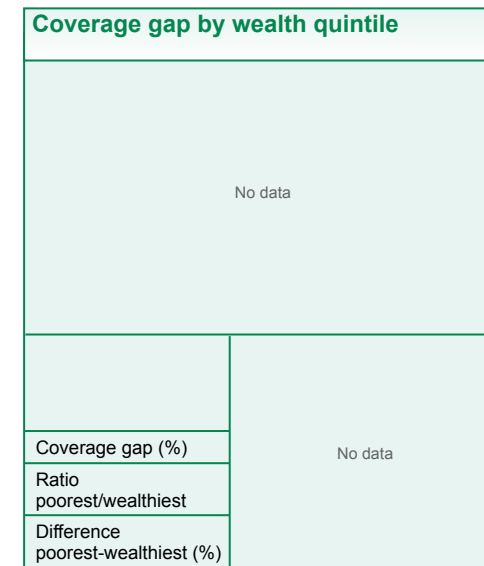 Coverage gap by wealth quintile
No data
Coverage gap (%)
No data
Ratio
poorest/wealthiest
Difference
poorest-wealthiest (%)